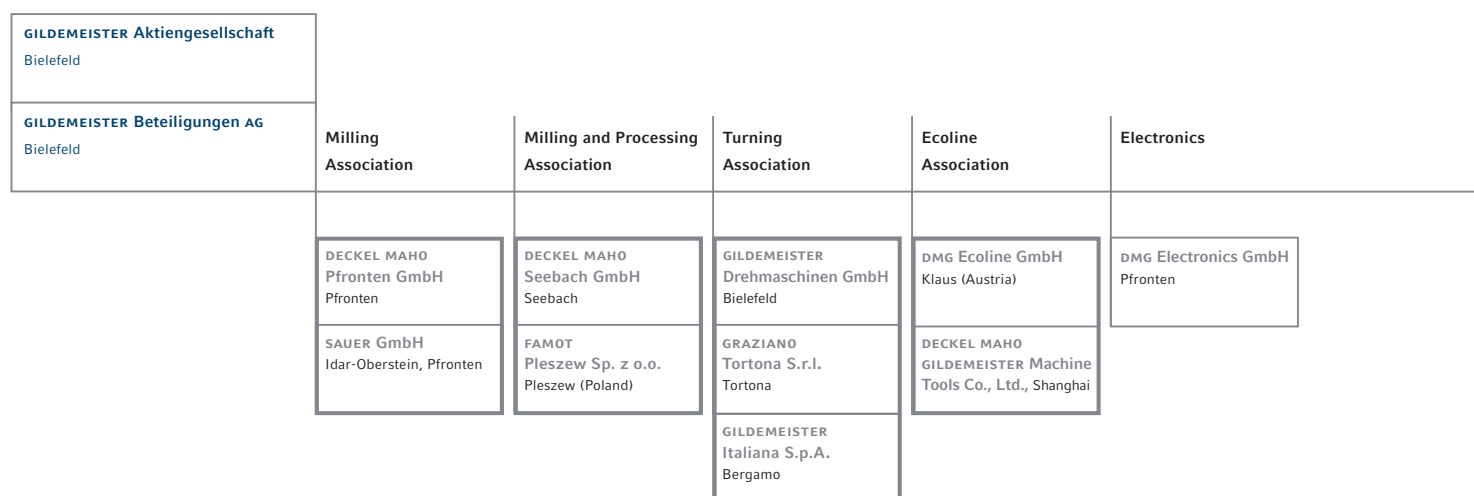 GILDEMEISTER Aktiengesellschaft
Bielefeld
GILDEMEISTER Beteiligungen AG
Bielefeld
Milling
Association
Milling and Processing
Association
Turning
Association
Ecoline
Association
Electronics
DECKEL MAHO
Pfronten GmbH
Pfronten
SAUER GmbH
Idar-Oberstein, Pfronten
DECKEL MAHO
Seebach GmbH
Seebach
FAMOT
Pleszew Sp. z o.o.
Pleszew (Poland)
GILDEMEISTER
Drehmaschinen GmbH
Bielefeld
GRAZIANO
Tortona S.r.l.
Tortona
GILDEMEISTER
Italiana S.p.A.
Bergamo
DMG Ecoline GmbH
Klaus (Austria)
DECKEL MAHO
GILDEMEISTER Machine
Tools Co., Ltd., Shanghai
DMG Electronics GmbH
Pfronten